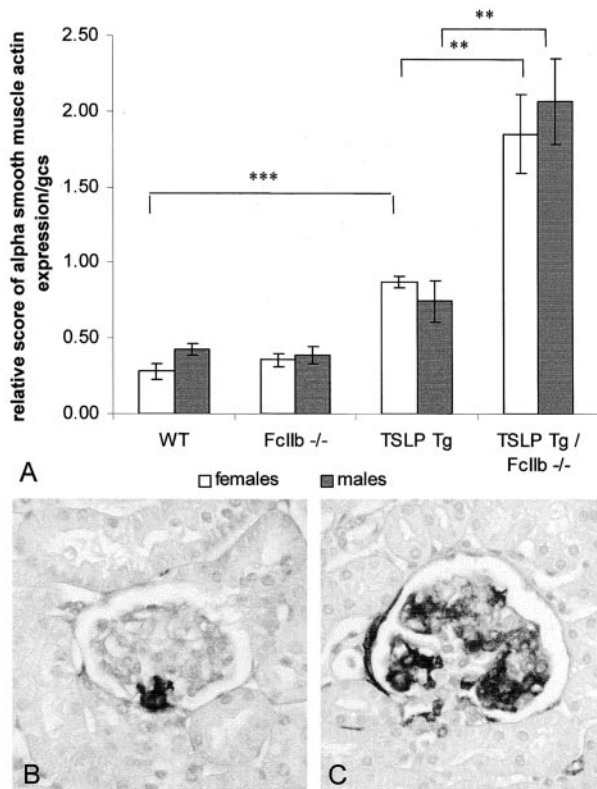 relative score of alpha smooth muscle actin
expression/gcs
2.50
2.00
1.50
1.00
0.50
0.00
***
**
**
WT
FcIIb -/-
TSLP Tg
TSLP Tg /
FcIIb -/-
A
females
males
B
C